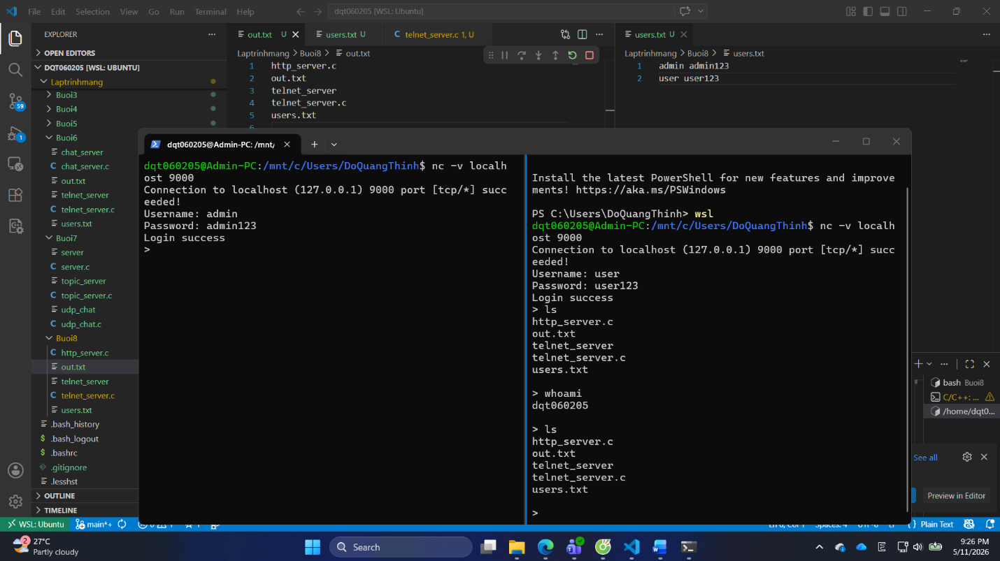 File Edit Selection View Go Run Terminal Help
dqt060205 [WSL: Ubuntu]
EXPLORER
OPEN EDITORS
DQT060205 [WSL: UBUNTU]
Laptrinhmang
Buoi3
Buoi4
Buoi5
Buoi6
chat_server
C chat_server.c
out.txt
telnet_server
C telnet_server.c
users.txt
Buoi7
server
C server.c
topic_server
C topic_server.c
udp_chat
C udp_chat.c
Buoi8
C http_server.c
out.txt
telnet_server
C telnet_server.c
users.txt
.bash_history
$ .bash_logout
$ .bashrc
.gitignore
.lesshst
OUTLINE
TIMELINE
59
1
out.txt U
users.txt U
C telnet_server.c 1, U
Laptrinhmang > Buoi8 > out.txt
1 http_server.c
2 out.txt
3 telnet_server
4 telnet_server.c
5 users.txt
users.txt U
Laptrinhmang > Buoi8 > users.txt
1 admin admin123
2 user user123
dqt060205@Admin-PC: /mnt/
dqt060205@Admin-PC:/mnt/c/Users/DoQuangThinh$ nc -v localh
ost 9000
Connection to localhost (127.0.0.1) 9000 port [tcp/*] succ
eeded!
Username: admin
Password: admin123
Login success
>
Install the latest PowerShell for new features and improve
ments! https://aka.ms/PSWindows
PS C:\Users\DoQuangThinh> wsl
dqt060205@Admin-PC:/mnt/c/Users/DoQuangThinh$ nc -v localh
ost 9000
Connection to localhost (127.0.0.1) 9000 port [tcp/*] succ
eeded!
Username: user
Password: user123
Login success
> ls
http_server.c
out.txt
telnet_server
telnet_server.c
users.txt
> whoami
dqt060205
> ls
http_server.c
out.txt
telnet_server
telnet_server.c
users.txt
>
bash Buoi8
C/C++: ...
/home/dqt0...
See all
Preview in Editor
WSL: Ubuntu main*+
{ } Plain Text
2
27°C
Partly cloudy
Search
E
9:26 PM
5/11/2026